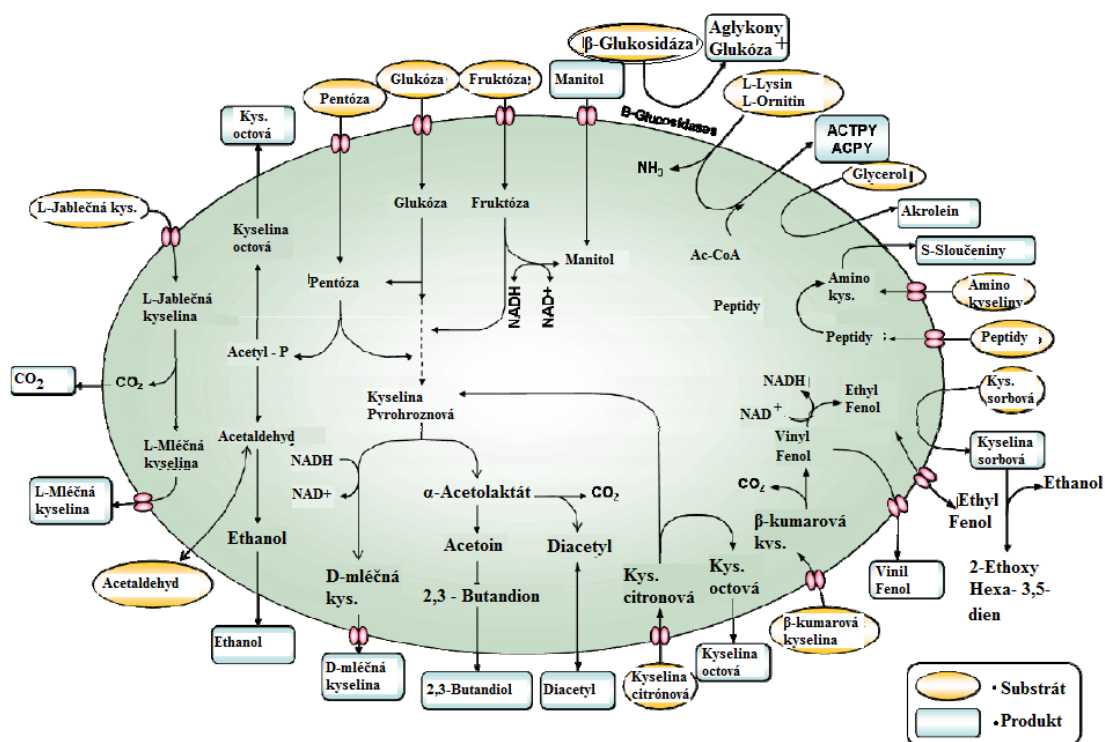 β-Glukosidáza
Aglykony
Glukóza +
Pentóza
Glukóza
Fruktóza
Manitol
L-Lysin
L-Ornitin
Kys.
octová
B-Glucosidases
ACTPY
ACPY
NH3
Glycerol
L-Jablečná kys.
Glukóza
Fruktóza
Akrolein
Kyselina
octová
Ac-CoA
S-Sloučeniny
Manitol
Pentóza
Amino
kys.
Amino
kyseliny
L-Jablečná
kyselina
NADH
NAD+
Peptidy
Peptidy
Peptidy
Acetyl - P
CO2
CO2
Kyselina
Pyrohroznová
NADH
NAD+
Ethyl
Fenol
Kys.
sorbová
Vinyl
Fenol
Kyselina
sorbová
L-Mléčná
kyselina
Acetaldehyd
NADH
NAD+
L-Mléčná
kyselina
α-Acetolaktát
CO2
CO2
Ethyl
Fenol
Ethanol
β-kumarová
kys.
Ethanol
Acetoin
Diacetyl
Acetaldehyd
D-mléčná
kys.
2,3 - Butandion
Kys.
citronová
Kys.
octová
Vinil
Fenol
2-Ethoxy
Hexa- 3,5-
dien
β-kumarová
kyselina
Ethanol
D-mléčná
kyselina
2,3-Butandiol
Diacetyl
Kyselina
citrónová
Kyselina
octová
• Substrát
• Produkt